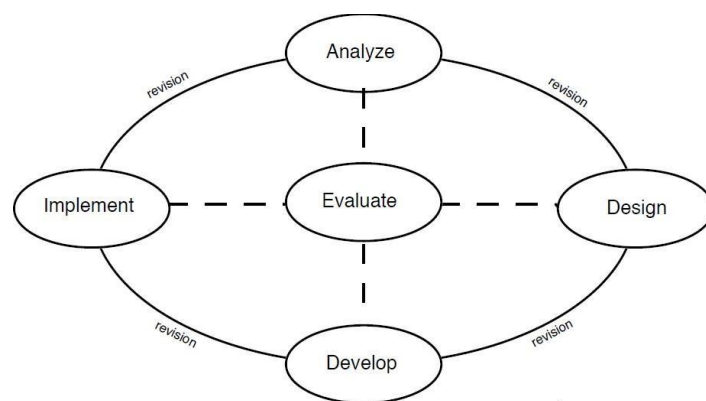 Analyze
revision
revision
Implement
Evaluate
Design
revision
revision
Develop